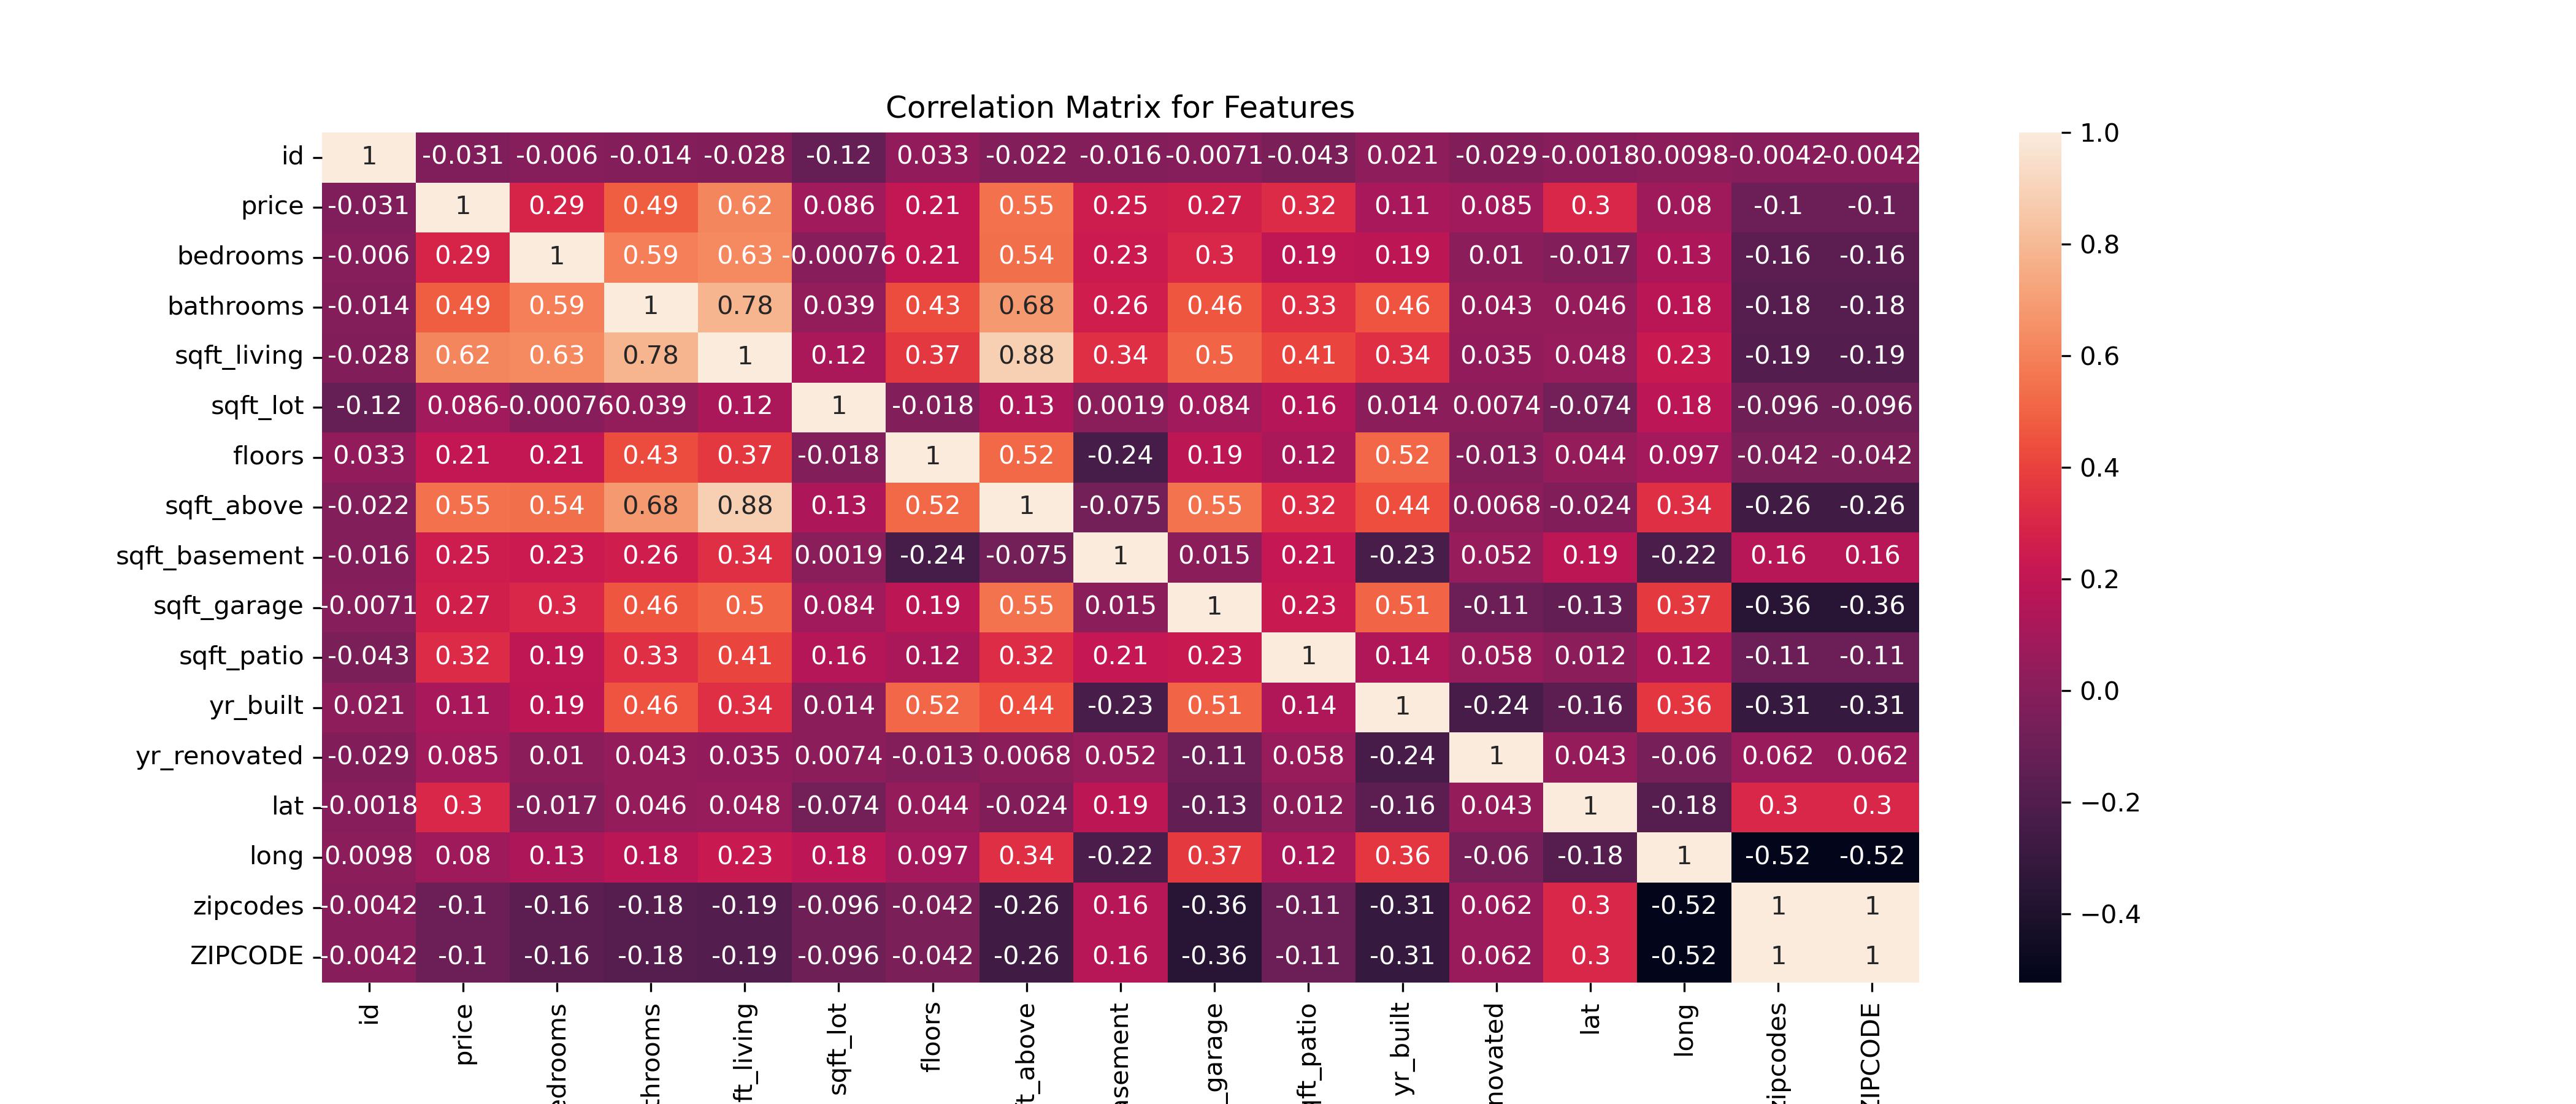 Correlation Matrix for Features
id 1 -0.031 -0.006 -0.014 -0.028 -0.12 0.033 -0.022 -0.016 -0.0071 -0.043 0.021 -0.029 -0.0018 0.0098 -0.0042 -0.0042
price -0.031 1 0.29 0.49 0.62 0.086 0.21 0.55 0.25 0.27 0.32 0.11 0.085 0.3 0.08 -0.1 -0.1
bedrooms -0.006 0.29 1 0.59 0.63 -0.00076 0.21 0.54 0.23 0.3 0.19 0.19 0.01 -0.017 0.13 -0.16 -0.16
bathrooms -0.014 0.49 0.59 1 0.78 0.039 0.43 0.68 0.26 0.46 0.33 0.46 0.043 0.046 0.18 -0.18 -0.18
sqft_living -0.028 0.62 0.63 0.78 1 0.12 0.37 0.88 0.34 0.5 0.41 0.34 0.035 0.048 0.23 -0.19 -0.19
sqft_lot -0.12 0.086 -0.00076 0.039 0.12 1 -0.018 0.13 0.0019 0.084 0.16 0.014 0.0074 -0.074 0.18 -0.096 -0.096
floors 0.033 0.21 0.21 0.43 0.37 -0.018 1 0.52 -0.24 0.19 0.12 0.52 -0.013 0.044 0.097 -0.042 -0.042
sqft_above -0.022 0.55 0.54 0.68 0.88 0.13 0.52 1 -0.075 0.55 0.32 0.44 0.0068 -0.024 0.34 -0.26 -0.26
sqft_basement -0.016 0.25 0.23 0.26 0.34 0.0019 -0.24 -0.075 1 0.015 0.21 -0.23 0.052 0.19 -0.22 0.16 0.16
sqft_garage -0.0071 0.27 0.3 0.46 0.5 0.084 0.19 0.55 0.015 1 0.23 0.51 -0.11 -0.13 0.37 -0.36 -0.36
sqft_patio -0.043 0.32 0.19 0.33 0.41 0.16 0.12 0.32 0.21 0.23 1 0.14 0.058 0.012 0.12 -0.11 -0.11
yr_built 0.021 0.11 0.19 0.46 0.34 0.014 0.52 0.44 -0.23 0.51 0.14 1 -0.24 -0.16 0.36 -0.31 -0.31
yr_renovated -0.029 0.085 0.01 0.043 0.035 0.0074 -0.013 0.0068 0.052 -0.11 0.058 -0.24 1 0.043 -0.06 0.062 0.062
lat -0.0018 0.3 -0.017 0.046 0.048 -0.074 0.044 -0.024 0.19 -0.13 0.012 -0.16 0.043 1 -0.18 0.3 0.3
long 0.0098 0.08 0.13 0.18 0.23 0.18 0.097 0.34 -0.22 0.37 0.12 0.36 -0.06 -0.18 1 -0.52 -0.52
zipcodes -0.0042 -0.1 -0.16 -0.18 -0.19 -0.096 -0.042 -0.26 0.16 -0.36 -0.11 -0.31 0.062 0.3 -0.52 1 1
ZIPCODE -0.0042 -0.1 -0.16 -0.18 -0.19 -0.096 -0.042 -0.26 0.16 -0.36 -0.11 -0.31 0.062 0.3 -0.52 1 1
id
price
edrooms
throoms
ft_living
sqft_lot
floors
ft_above
asement
_garage
qft_patio
yr_built
novated
lat
long
zipcodes
ZIPCODE
1.0
0.8
0.6
0.4
0.2
0.0
−0.2
−0.4